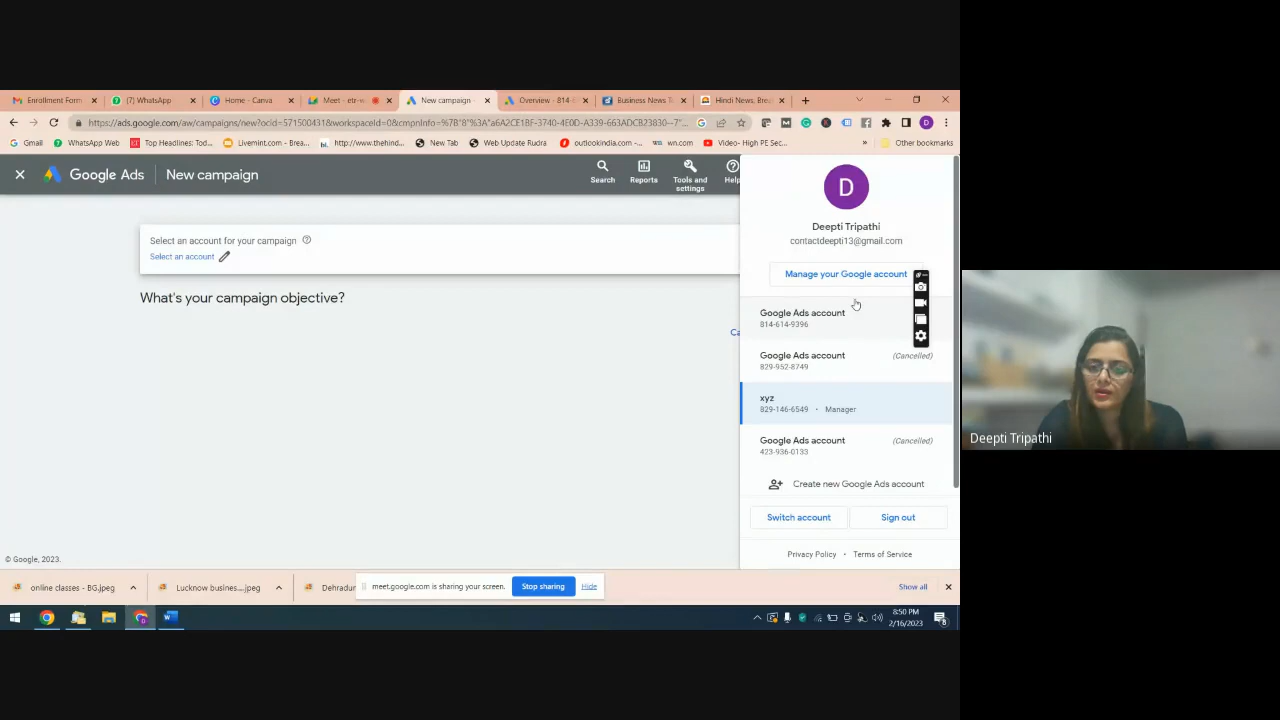 Enrollment Form
(7) WhatsApp
Home - Canva
Meet - etr-
New campaign -
Overview - 814-6
Business News T
Hindi News, Brea
https://ads.google.com/aw/campaigns/new?ocid=571500431&workspaceId=0&cmpnInfo=%7B"8"%3A"a6A2CE1BF-3740-4E0D-A339-663ADCB23830--7"...
D
Gmail
WhatsApp Web
Top Headlines: Tod...
Livemint.com - Brea...
http://www.thehind...
New Tab
Web Update Rudra
outlookindia.com -...
wn.com
Video- High PE Sec...
»
Other bookmarks
Google Ads
New campaign
Search
Reports
Tools and
settings
Help
Select an account for your campaign
Select an account
What's your campaign objective?
Ca
D
Deepti Tripathi
contactdeepti13@gmail.com
Manage your Google account
Google Ads account
814-614-9396
Google Ads account (Cancelled)
829-952-8749
xyz
829-146-6549 • Manager
Google Ads account (Cancelled)
423-936-0133
Create new Google Ads account
Switch account
Sign out
Privacy Policy • Terms of Service
© Google, 2023.
online classes - BG.jpeg
Lucknow busines....jpeg
Dehradun
meet.google.com is sharing your screen.
Stop sharing
Hide
Show all
8:50 PM
2/16/2023
Deepti Tripathi